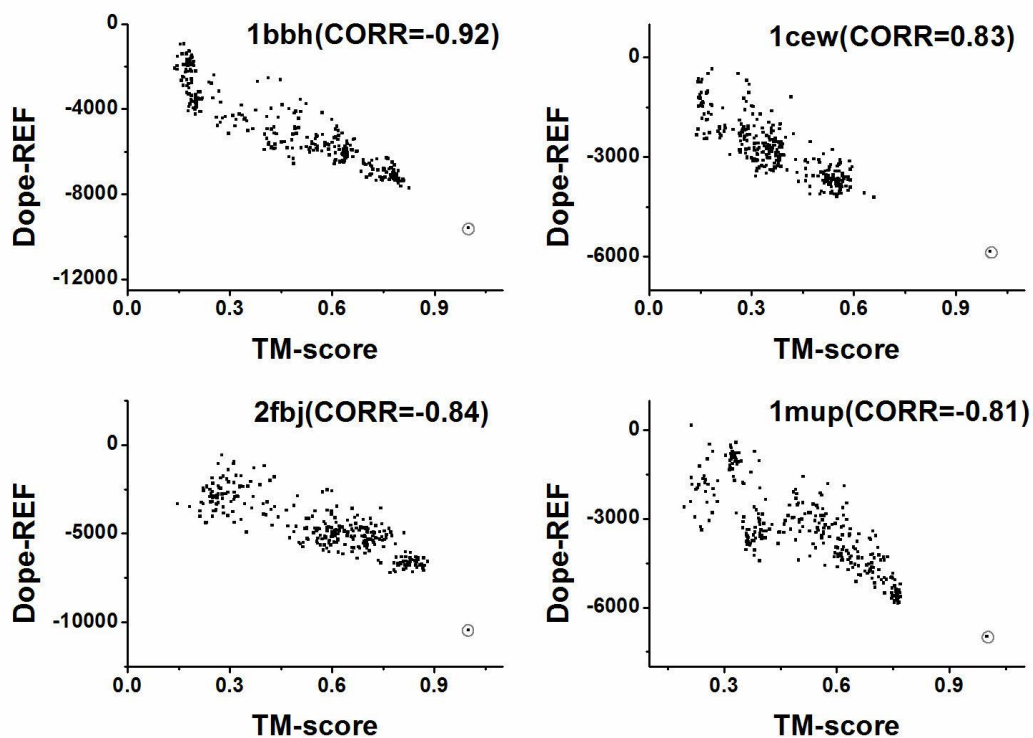 1bbh(CORR=-0.92)
Dope-REF
0
-4000
-8000
-12000
0.0 0.3 0.6 0.9
TM-score
1cew(CORR=0.83)
Dope-REF
0
-3000
-6000
0.0 0.3 0.6 0.9
TM-score
2fbj(CORR=-0.84)
Dope-REF
0
-5000
-10000
0.0 0.3 0.6 0.9
TM-score
1mup(CORR=-0.81)
Dope-REF
0
-3000
-6000
0.3 0.6 0.9
TM-score